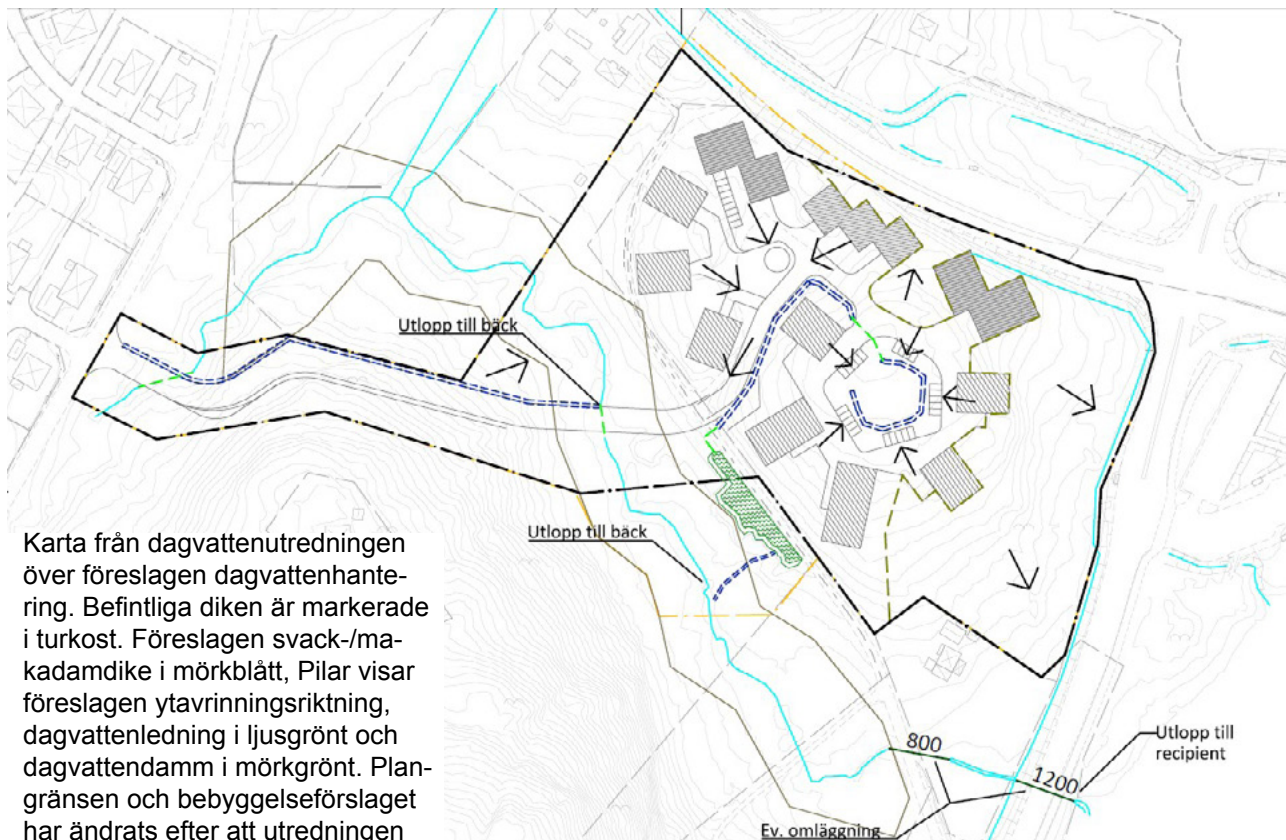 Utlopp till bäck
Utlopp till bäck
Karta från dagvattenutredningen
över föreslagen dagvattenhante-
ring. Befintliga diken är markerade
i turkost. Föreslagen svack-/ma-
kadamdike i mörkblått, Pilar visar
föreslagen ytavrinningsriktning,
dagvattenledning i ljusgrönt och
dagvattendamm i mörkgrönt. Plan-
gränsen och bebyggelseförslaget
har ändrats efter att utredningen
800
1200
Utlopp till
recipient
Ev. omläggning